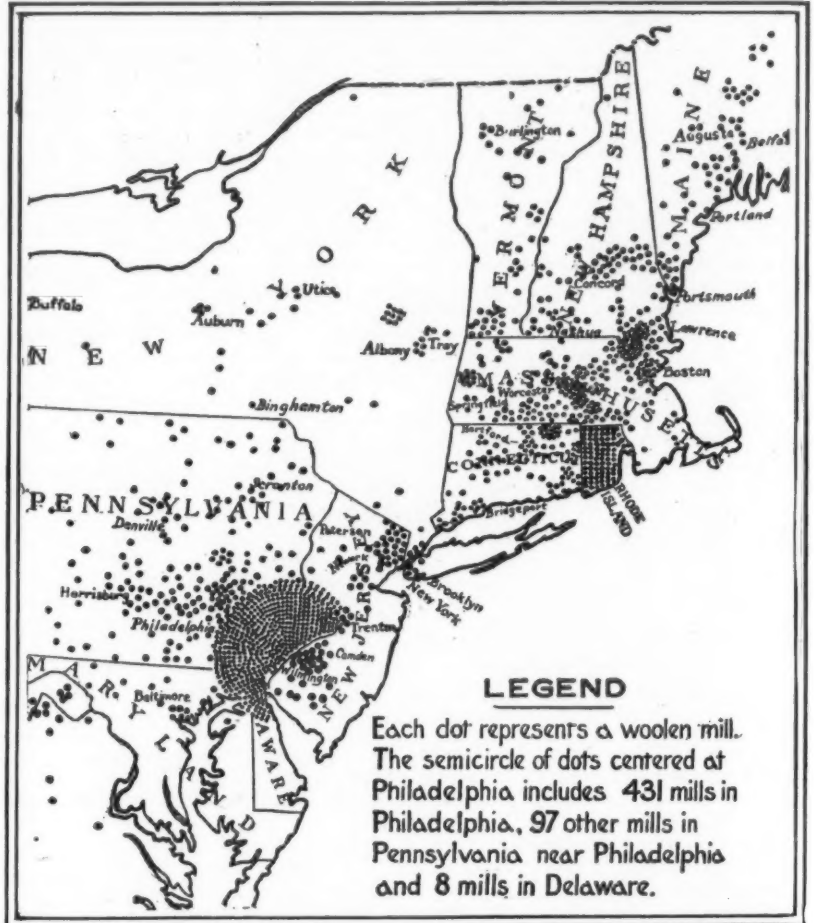 MAINE
NEW HAMPSHIRE
VERMONT
Burlington
Augusta
Belfas
Portland
NEW YORK
Utica
Buffalo
Auburn
Albany
Troy
Concord
Portsmouth
Nashua
Lawrence
MASSACHUSETTS
Boston
Worcester
Springfield
Binghamton
Hartford
CONNECTICUT
RHODE
ISLAND
Bridgeport
Scranton
PENNSYLVANIA
Danville
Paterson
Newark
NEW JERSEY
Brooklyn
New York
Harrisburg
Philadelphia
Trenton
Camden
Wilmington
MARYLAND
Baltimore
AWARE
LEGEND
Each dot represents a woolen mill.
The semicircle of dots centered at
Philadelphia includes 431 mills in
Philadelphia, 97 other mills in
Pennsylvania near Philadelphia
and 8 mills in Delaware.